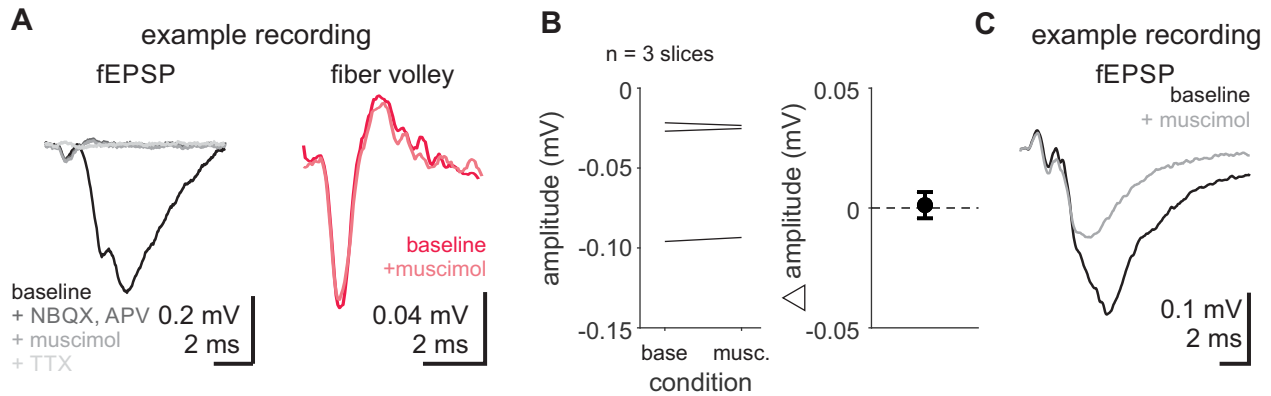 A
example recording
fEPSP
fiber volley
baseline
+ NBQX, APV
+ muscimol
+ TTX
0.2 mV
2 ms
baseline
+muscimol
0.04 mV
2 ms
B
n = 3 slices
amplitude (mV)
0
-0.05
-0.10
-0.15
base musc.
condition
△ amplitude (mV)
0.05
0
-0.05
C
example recording
fEPSP
baseline
+ muscimol
0.1 mV
2 ms